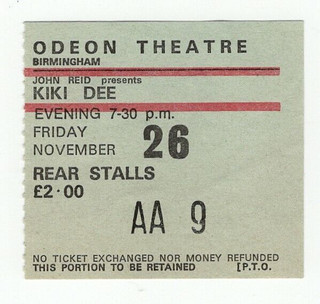 ODEON THEATRE
BIRMINGHAM
JOHN REID presents
KIKI DEE
EVENING 7-30 p.m.
FRIDAY
NOVEMBER 26
REAR STALLS
£2·00
AA 9
NO TICKET EXCHANGED NOR MONEY REFUNDED
THIS PORTION TO BE RETAINED [P.T.O.